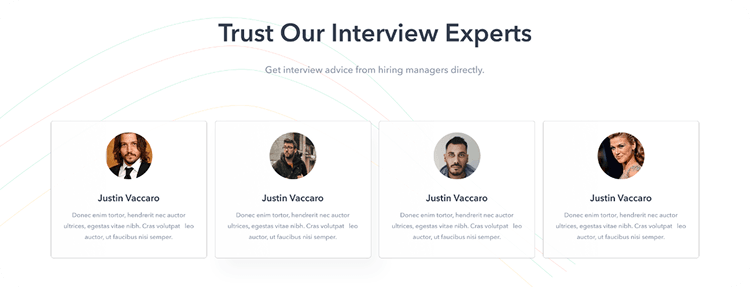 Trust Our Interview Experts
Get interview advice from hiring managers directly.
Justin Vaccaro
Donec enim tortor, hendrerit nec auctor
ultrices, egestas vitae nibh. Cras volutpat leo
auctor, ut faucibus nisi semper.
Justin Vaccaro
Donec enim tortor, hendrerit nec auctor
ultrices, egestas vitae nibh. Cras volutpat leo
auctor, ut faucibus nisi semper.
Justin Vaccaro
Donec enim tortor, hendrerit nec auctor
ultrices, egestas vitae nibh. Cras volutpat leo
auctor, ut faucibus nisi semper.
Justin Vaccaro
Donec enim tortor, hendrerit nec auctor
ultrices, egestas vitae nibh. Cras volutpat leo
auctor, ut faucibus nisi semper.